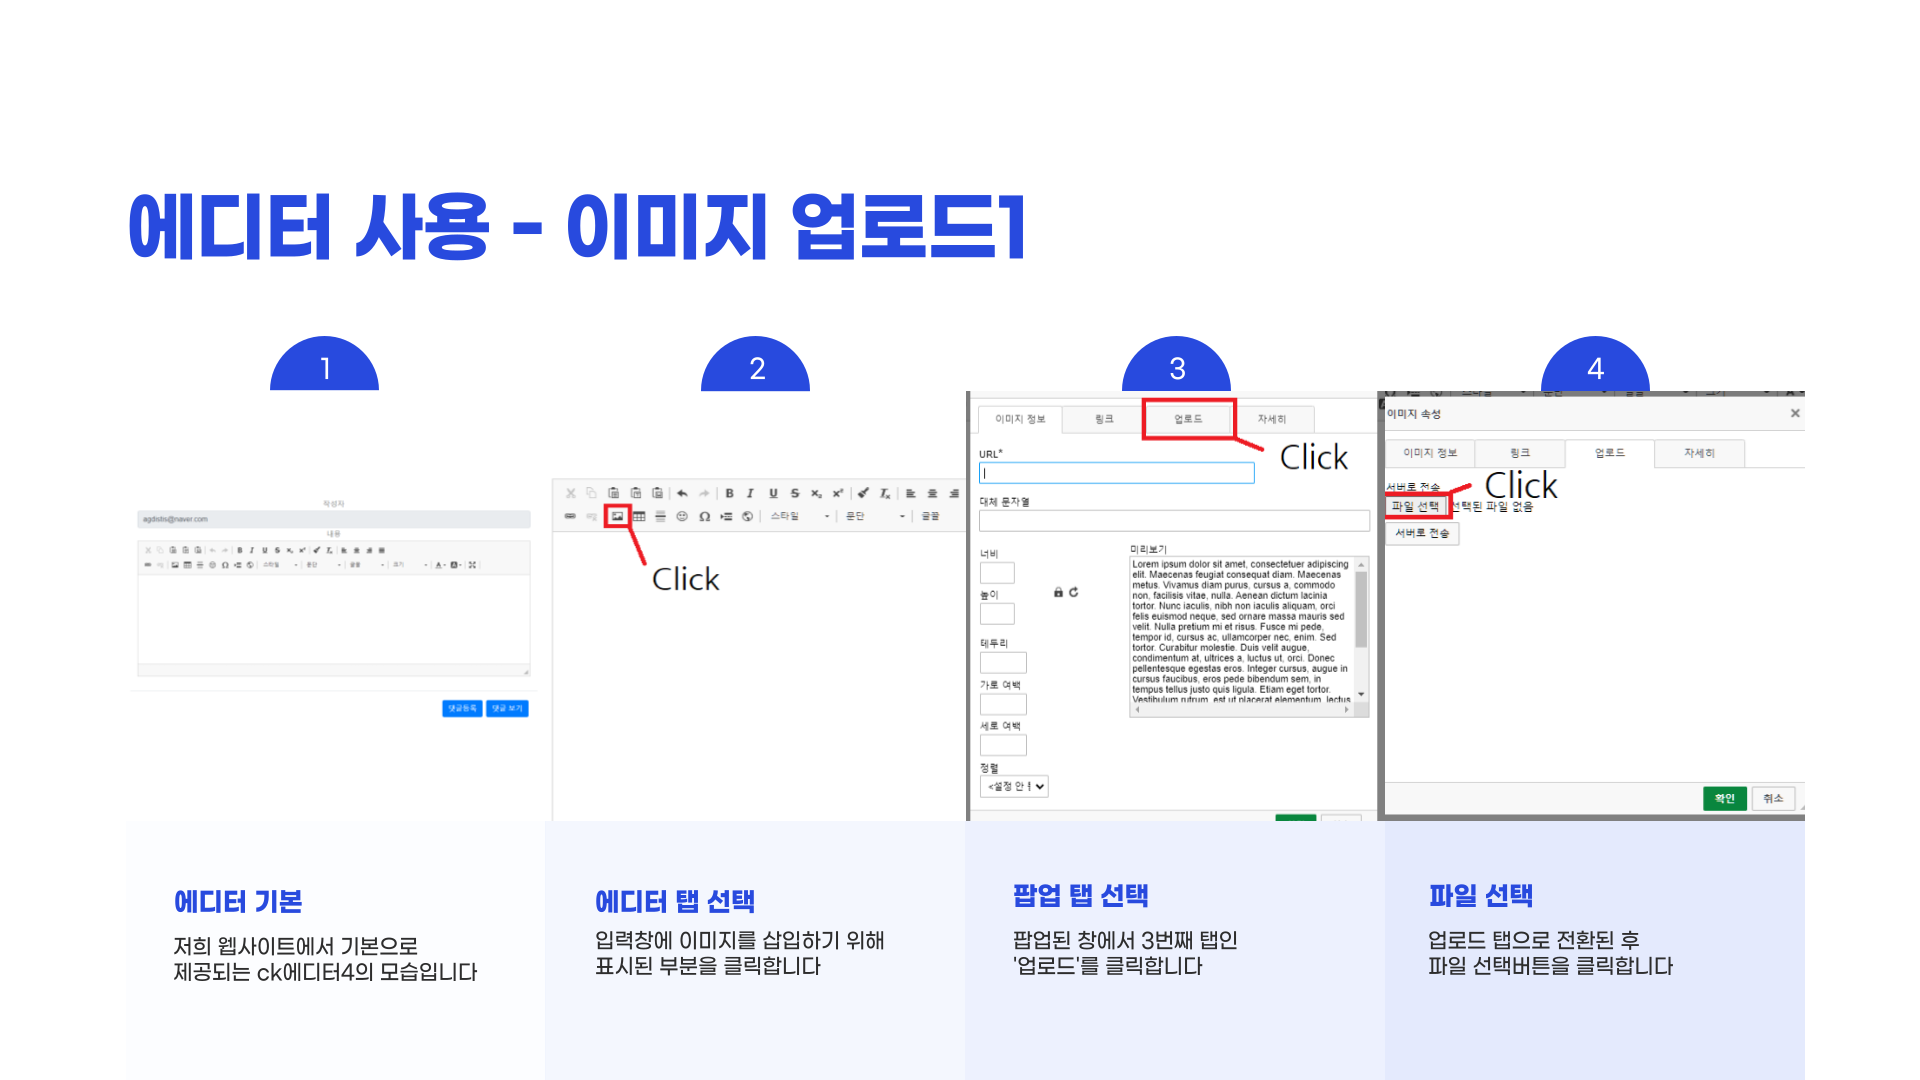 에디터 사용 - 이미지 업로드1
1
작성자
agdistis@naver.com
내용
스타일
문단
글꼴
크기
댓글등록
댓글 보기
2
스타일
문단
글꼴
Click
3
이미지 정보
링크
업로드
자세히
Click
URL*
대체 문자열
너비
높이
테두리
가로 여백
세로 여백
정렬
<설정 안
미리보기
Lorem ipsum dolor sit amet, consectetuer adipiscing
elit. Maecenas feugiat consequat diam. Maecenas
metus. Vivamus diam purus, cursus a, commodo
non, facilisis vitae, nulla. Aenean dictum lacinia
tortor. Nunc iaculis, nibh non iaculis aliquam, orci
felis euismod neque, sed ornare massa mauris sed
velit. Nulla pretium mi et risus. Fusce mi pede,
tempor id, cursus ac, ullamcorper nec, enim. Sed
tortor. Curabitur molestie. Duis velit augue,
condimentum at, ultrices a, luctus ut, orci. Donec
pellentesque egestas eros. Integer cursus, augue in
cursus faucibus, eros pede bibendum sem, in
tempus tellus justo quis ligula. Etiam eget tortor.
Vestibulum rutrum, est ut placerat elementum, lectus
4
이미지 속성
이미지 정보
링크
업로드
자세히
서버로 전송
Click
파일 선택
선택된 파일 없음
서버로 전송
확인
취소
에디터 기본
저희 웹사이트에서 기본으로
제공되는 ck에디터4의 모습입니다
에디터 탭 선택
입력창에 이미지를 삽입하기 위해
표시된 부분을 클릭합니다
팝업 탭 선택
팝업된 창에서 3번째 탭인
'업로드'를 클릭합니다
파일 선택
업로드 탭으로 전환된 후
파일 선택버튼을 클릭합니다